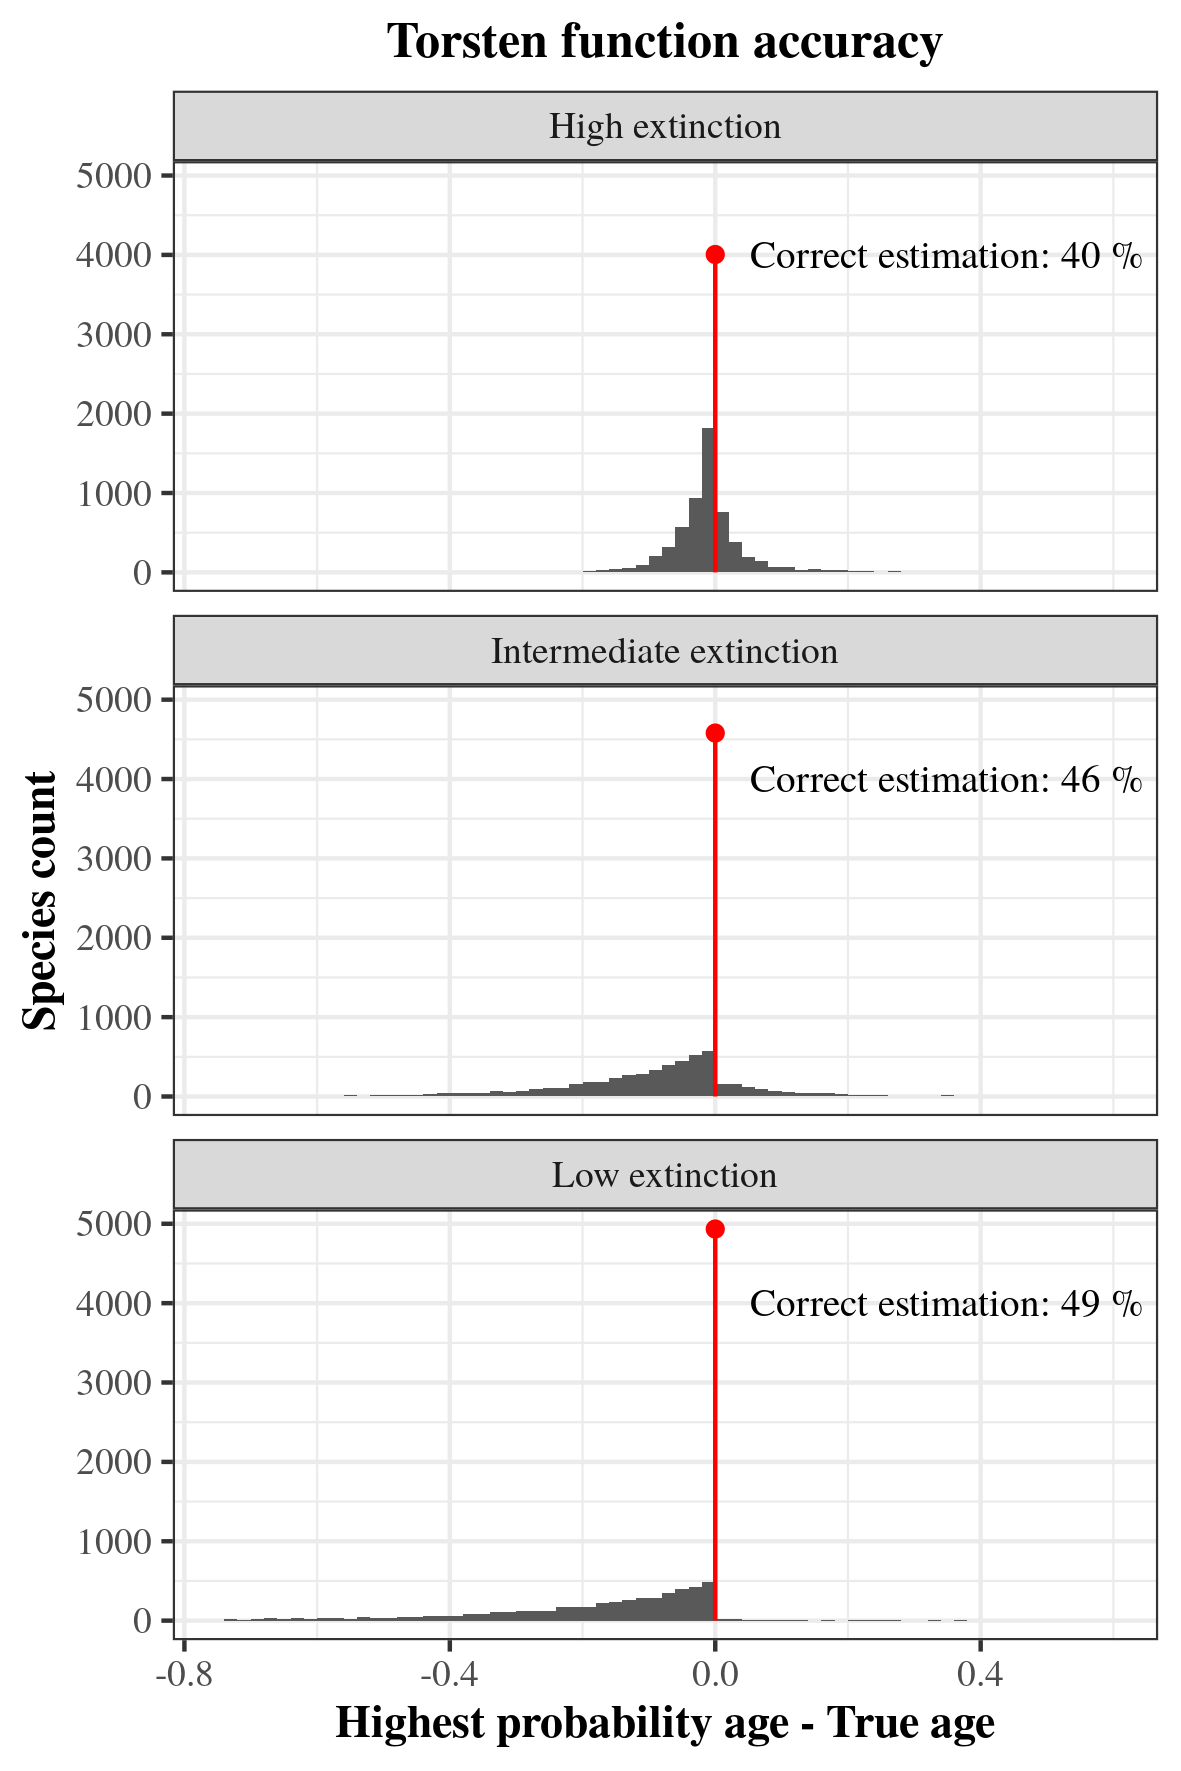 Torsten function accuracy
High extinction
5000
4000
Correct estimation: 40 %
3000
2000
1000
0
Intermediate extinction
5000
4000
Correct estimation: 46 %
3000
2000
1000
0
Species count
Low extinction
5000
4000
Correct estimation: 49 %
3000
2000
1000
0
-0.8 -0.4 0.0 0.4
Highest probability age - True age